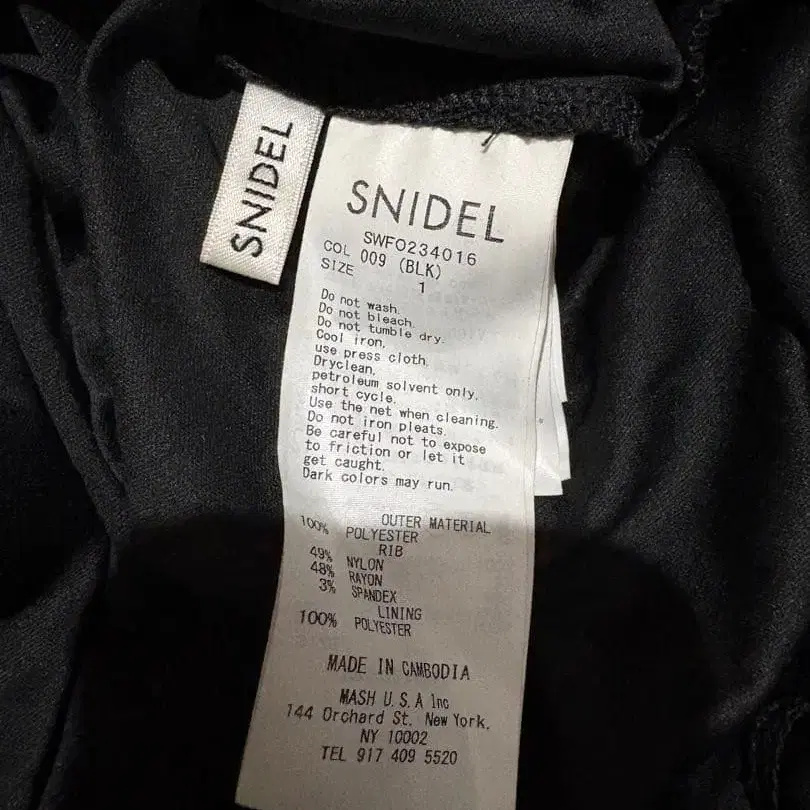 SNIDEL
SNIDEL
SWFO234016
COL 009 (BLK)
SIZE 1
Do not wash.
Do not bleach.
Do not tumble dry.
Cool iron,
use press cloth.
Dryclean,
petroleum solvent only,
short cycle.
Use the net when cleaning.
Do not iron pleats.
Be careful not to expose
to friction or let it
get caught.
Dark colors may run.
OUTER MATERIAL
100% POLYESTER
RIB
49% NYLON
48% RAYON
3% SPANDEX
LINING
100% POLYESTER
MADE IN CAMBODIA
MASH U.S.A Inc
144 Orchard St. New York,
NY 10002
TEL 917 409 5520